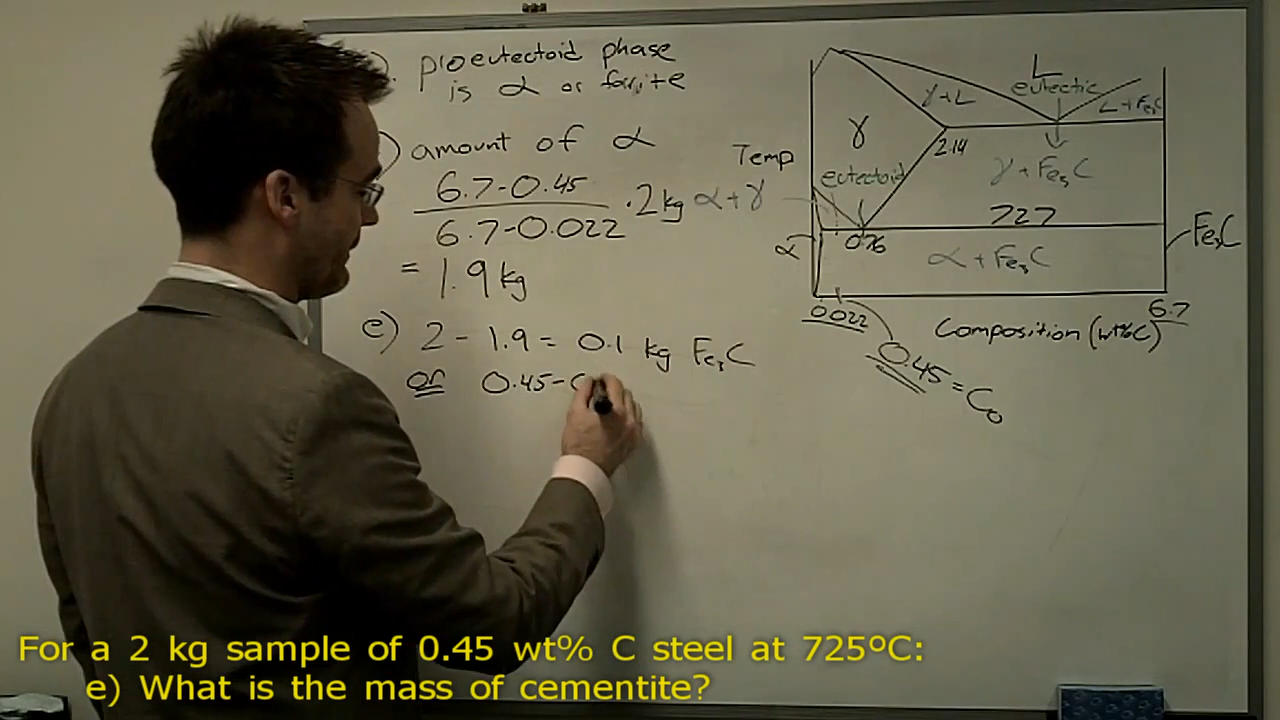 ). proeutectoid phase
is α or ferrite
) amount of α
6.7-0.45
6.7-0.022
·2kg
= 1.9 kg
e) 2 - 1.9 = 0.1 kg Fe3C
or 0.45-0
L
eutectic
γ+L
L+Fe3C
γ
2.14
Temp
eutectoid
γ+Fe3C
α+γ
727
α
0.76
α+Fe3C
Fe3C
0.022
6.7
Composition (wt%C)
0.45 = C0
For a 2 kg sample of 0.45 wt% C steel at 725ºC:
e) What is the mass of cementite?